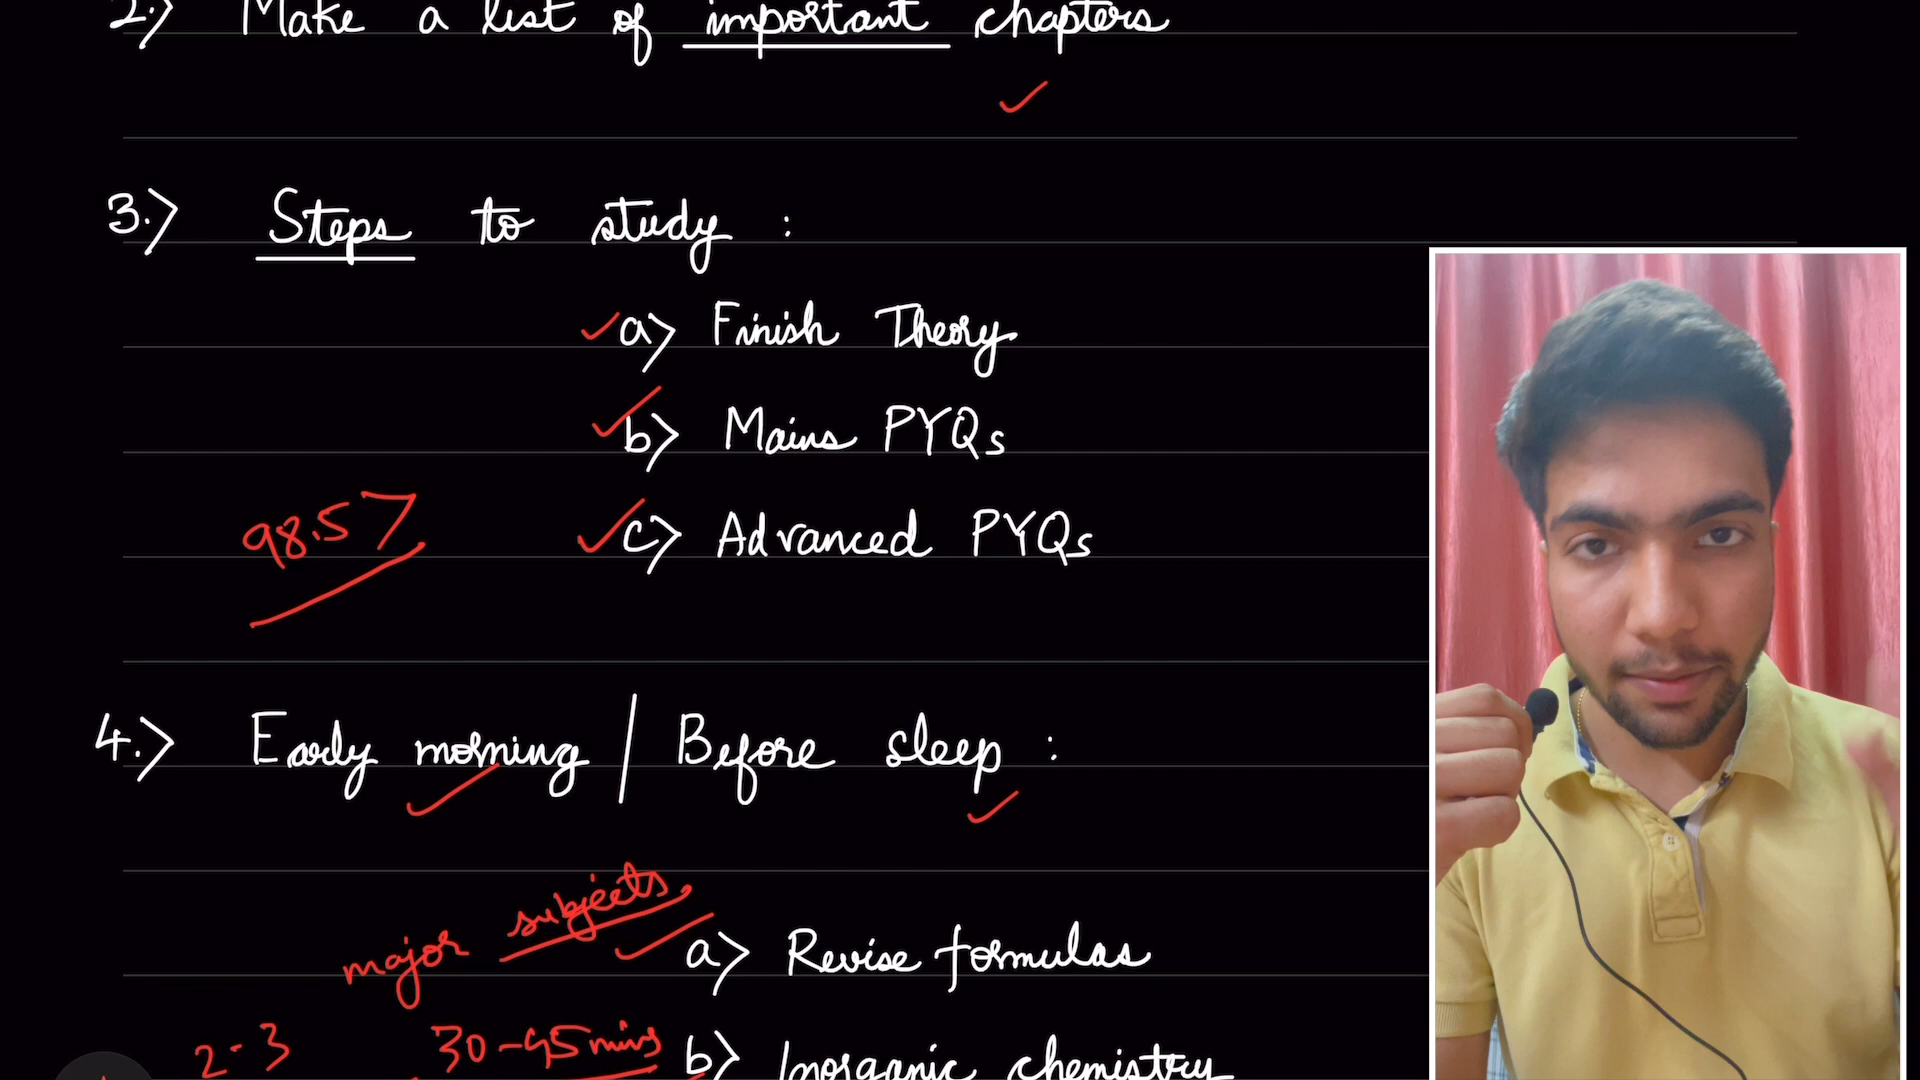 2.) Make a list of important chapters
3.) Steps to study :
a) Finish Theory
b) Mains PYQs
98.57
c) Advanced PYQs
4.) Early morning / Before sleep :
major subjects
a) Revise formulas
2-3
30-45 mins
b) Inorganic chemistry